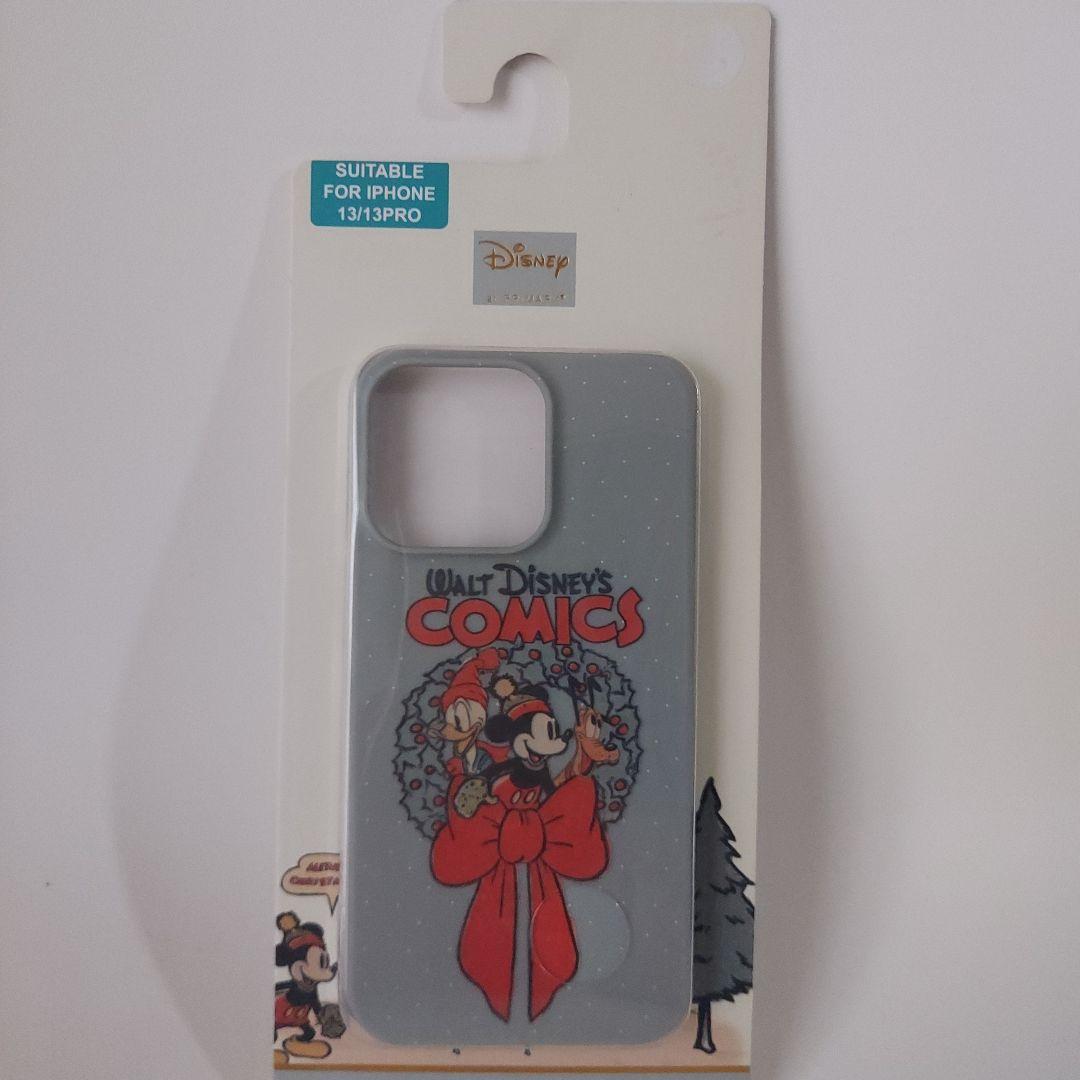 SUITABLE
FOR IPHONE
13/13PRO
Disney
WALT DISNEY'S
COMICS